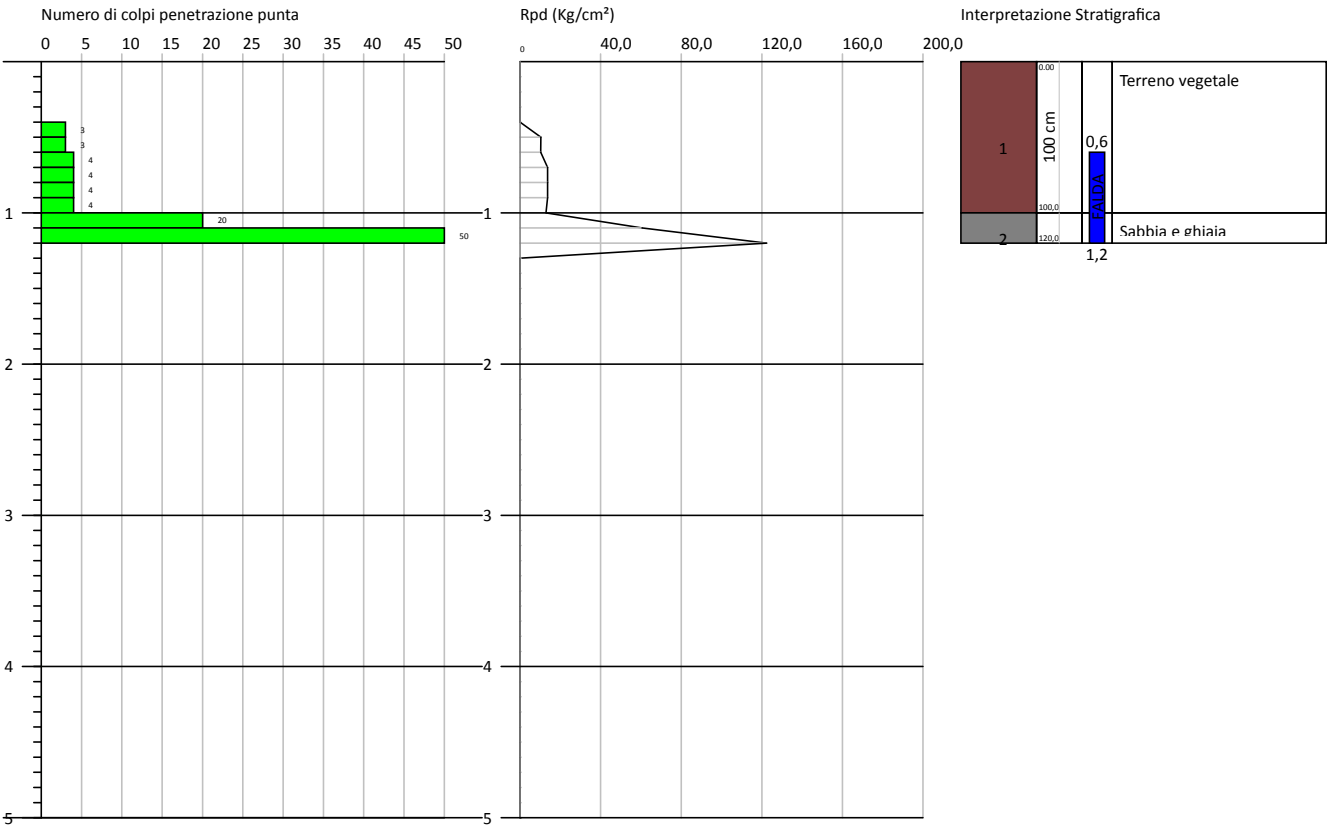 Numero di colpi penetrazione punta
0 5 10 15 20 25 30 35 40 45 50
3
3
4
4
4
4
20
50
1
2
3
4
5
Rpd (Kg/cm²)
0 40,0 80,0 120,0 160,0 200,0
1
2
3
4
5
Interpretazione Stratigrafica
1
2
0.00
100 cm
100,0
120,0
0,6
FALDA
1,2
Terreno vegetale
Sabbia e ghiaia